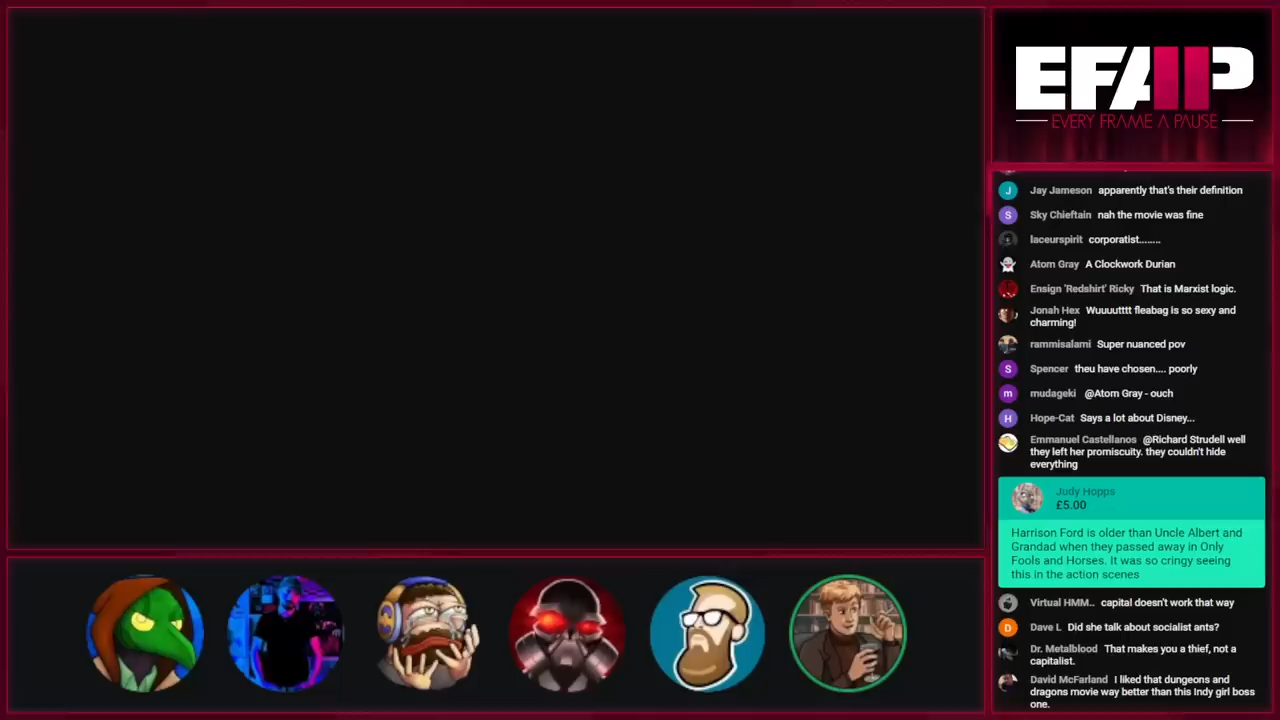 EFAP
EVERY FRAME A PAUSE
J Jay Jameson apparently that's their definition
S Sky Chieftain nah the movie was fine
laceurspirit corporatist........
Atom Gray A Clockwork Durian
Ensign 'Redshirt' Ricky That is Marxist logic.
Jonah Hex Wuuuutttt fleabag is so sexy and
charming!
rammisalami Super nuanced pov
S Spencer theu have chosen.... poorly
m mudageki @Atom Gray - ouch
H Hope-Cat Says a lot about Disney...
Emmanuel Castellanos @Richard Strudell well
they left her promiscuity. they couldn't hide
everything
Judy Hopps
£5.00
Harrison Ford is older than Uncle Albert and
Grandad when they passed away in Only
Fools and Horses. It was so cringy seeing
this in the action scenes
Virtual HMM.. capital doesn't work that way
D Dave L Did she talk about socialist ants?
Dr. Metalblood That makes you a thief, not a
capitalist.
David McFarland I liked that dungeons and
dragons movie way better than this Indy girl boss
one.